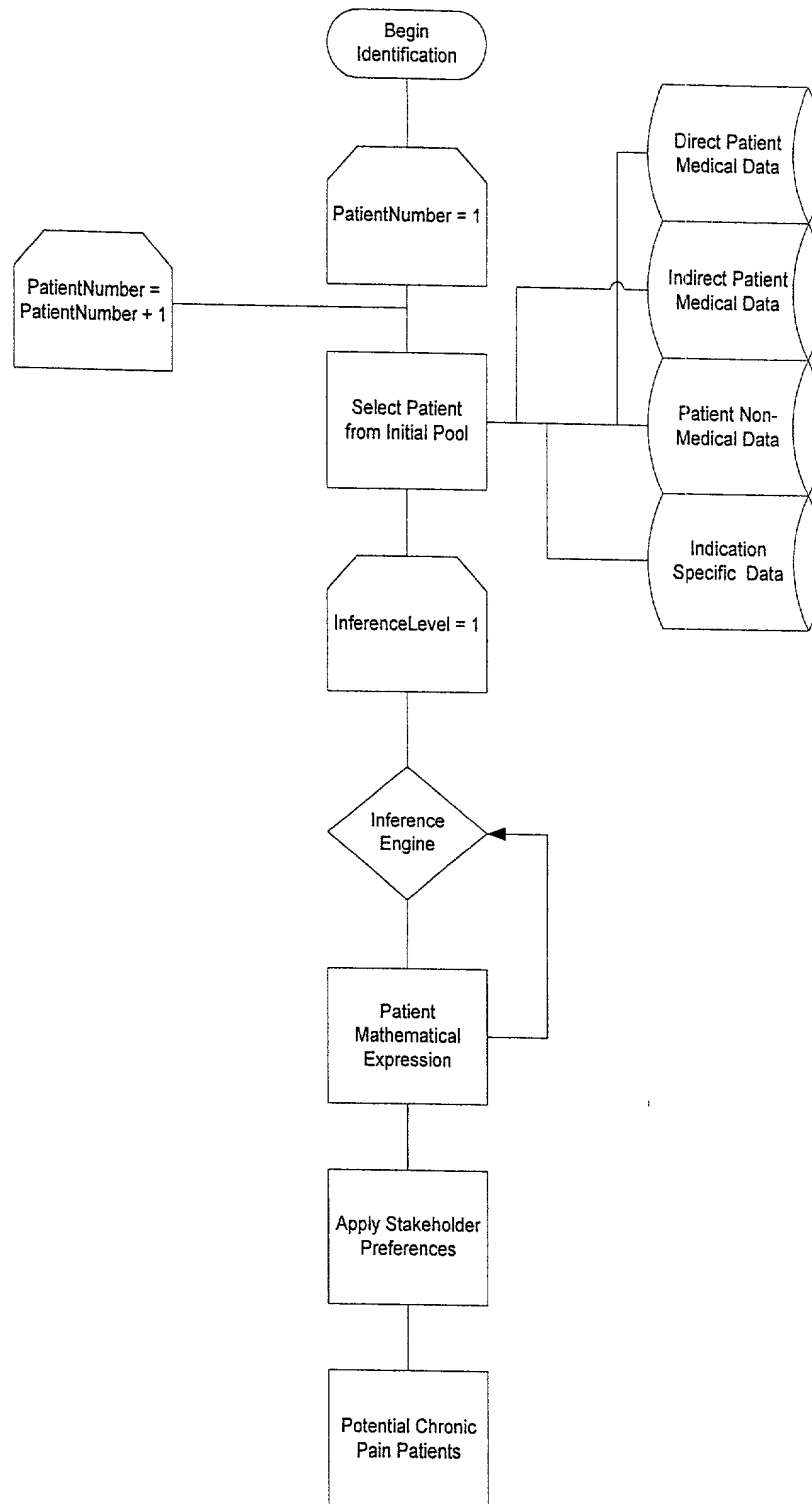 Begin
Identification
PatientNumber = 1
PatientNumber =
PatientNumber + 1
Select Patient
from Initial Pool
Direct Patient
Medical Data
Indirect Patient
Medical Data
Patient Non-
Medical Data
Indication
Specific Data
InferenceLevel = 1
Inference
Engine
Patient
Mathematical
Expression
Apply Stakeholder
Preferences
Potential Chronic
Pain Patients